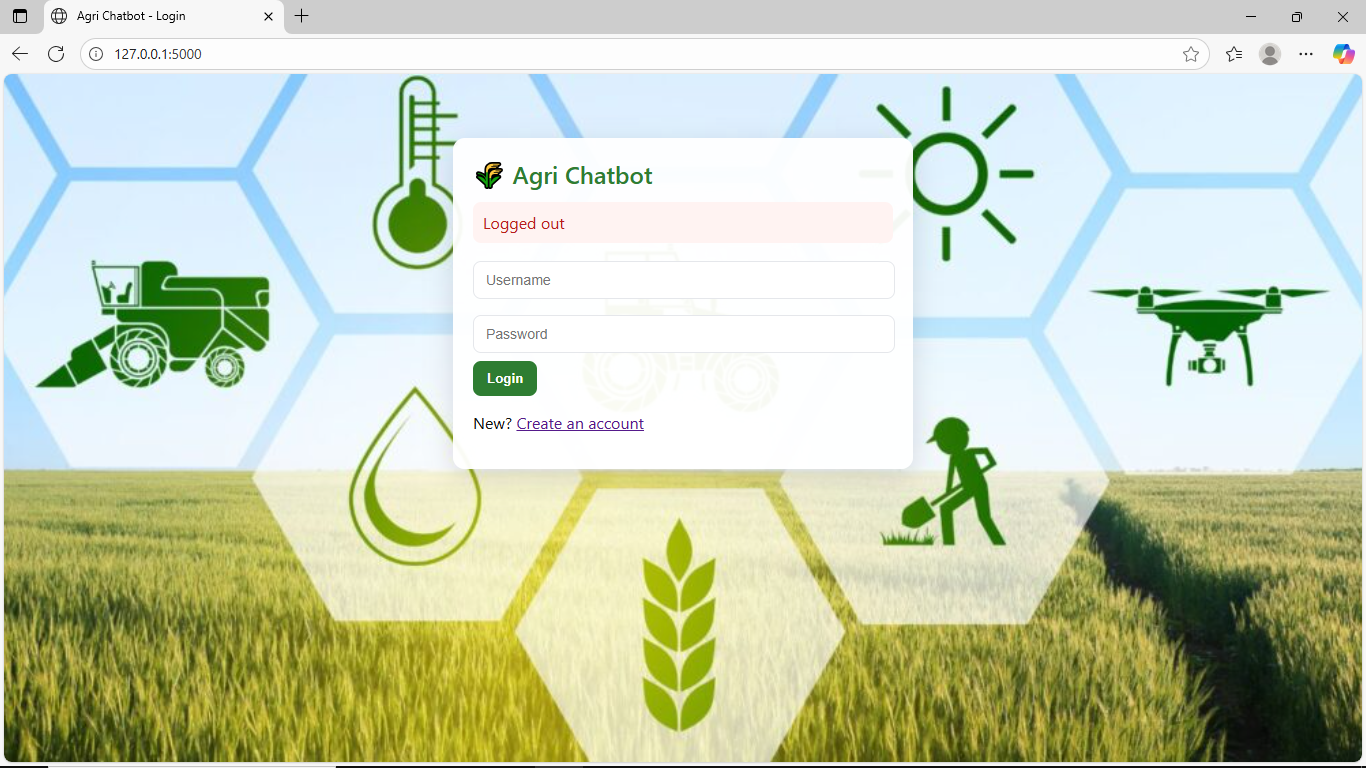 Agri Chatbot - Login
127.0.0.1:5000
Agri Chatbot
Logged out
Username
Password
Login
New? Create an account